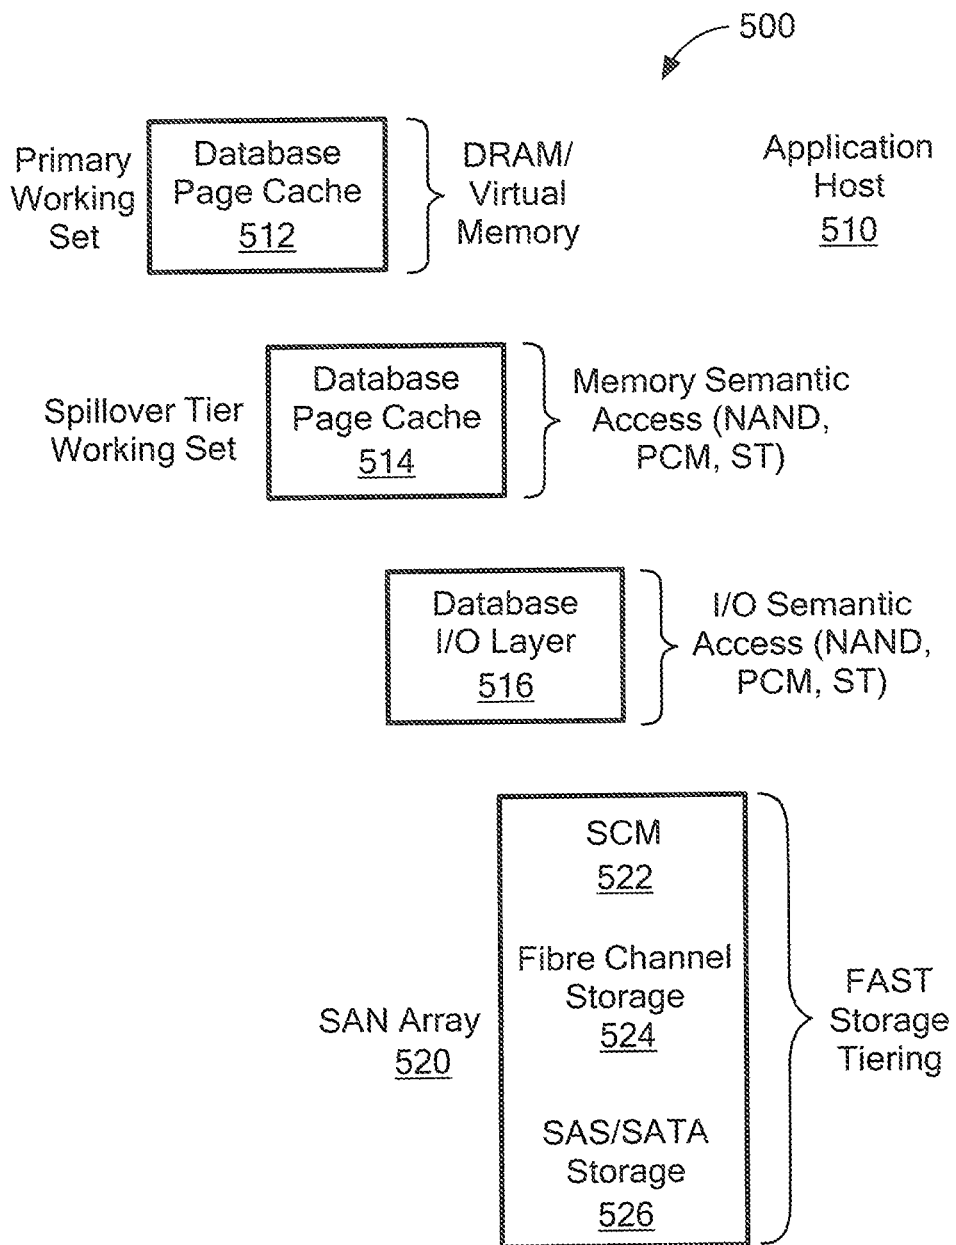 500
Primary
Working
Set
Database
Page Cache
512
DRAM/
Virtual
Memory
Application
Host
510
Spillover Tier
Working Set
Database
Page Cache
514
Memory Semantic
Access (NAND,
PCM, ST)
Database
I/O Layer
516
I/O Semantic
Access (NAND,
PCM, ST)
SAN Array
520
SCM
522
Fibre Channel
Storage
524
SAS/SATA
Storage
526
FAST
Storage
Tiering